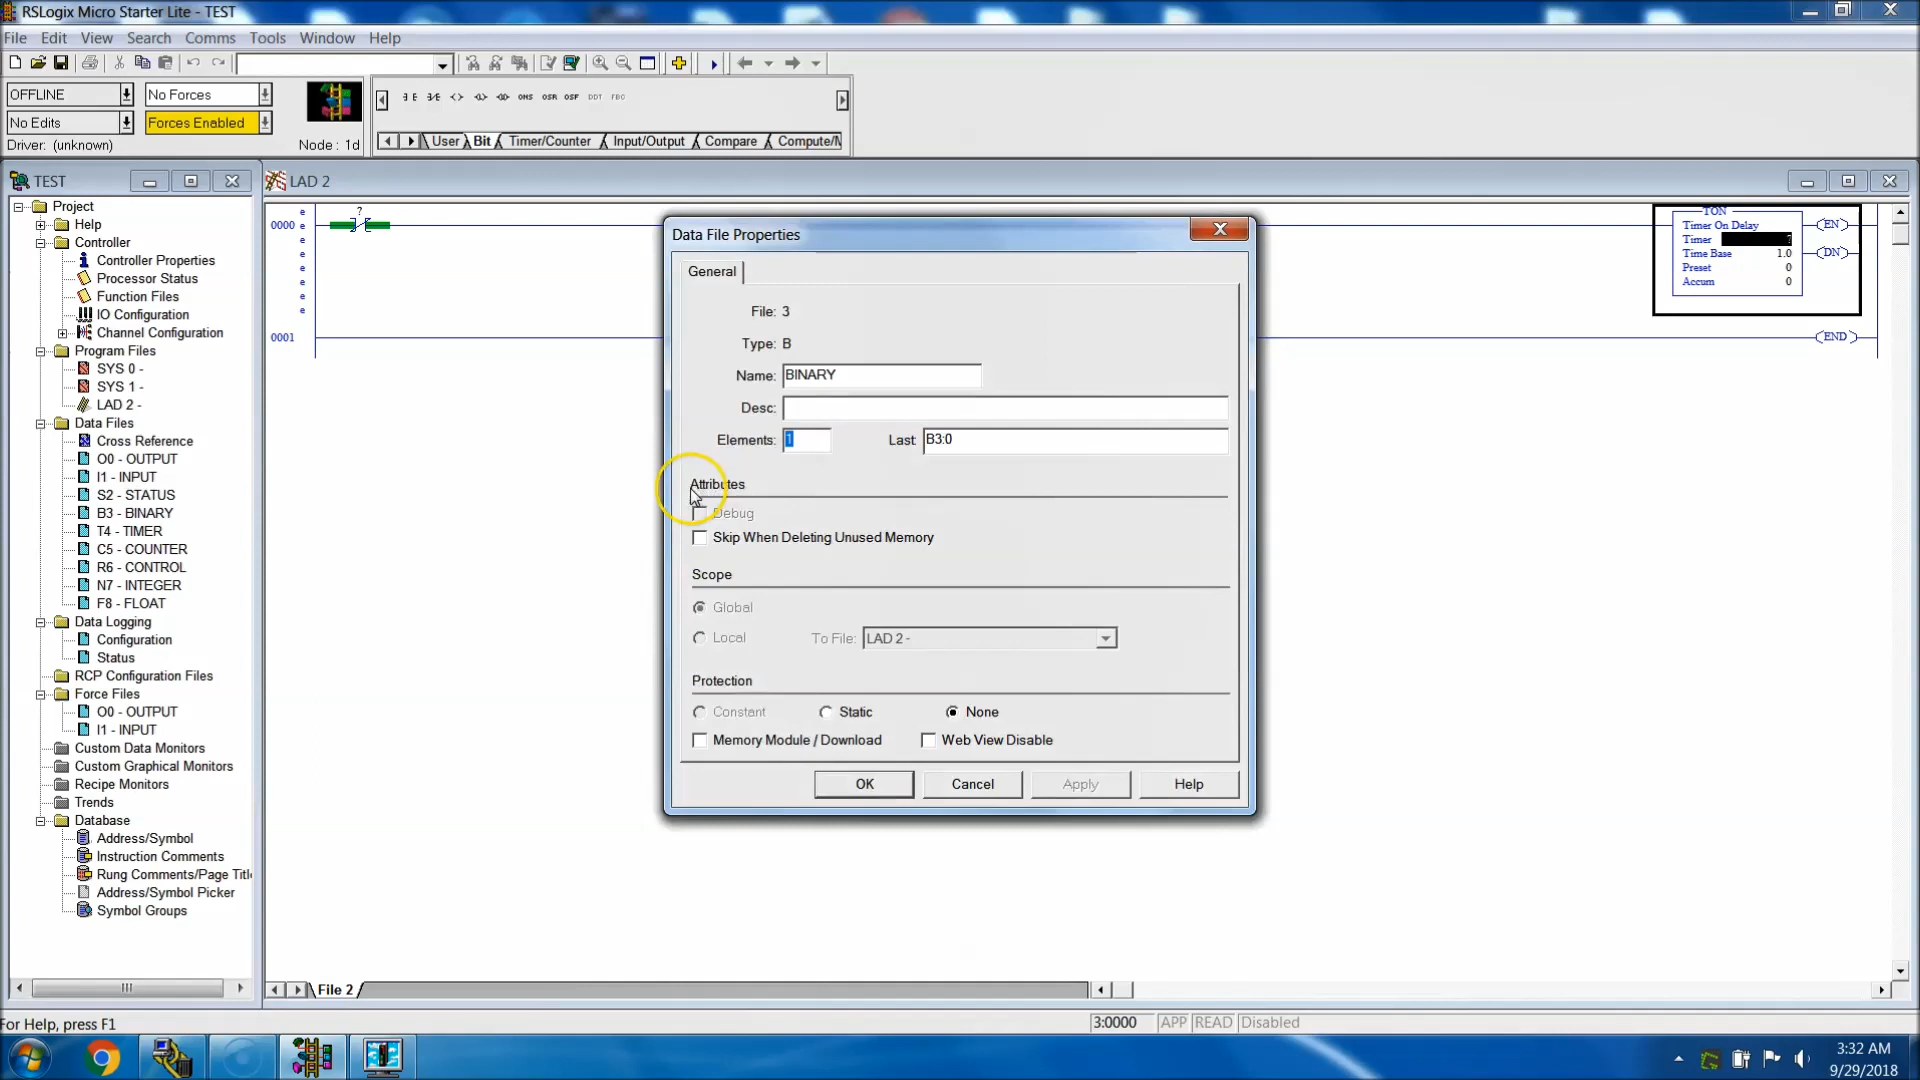 RSLogix Micro Starter Lite - TEST
File Edit View Search Comms Tools Window Help
OFFLINE No Forces
No Edits Forces Enabled
Driver: (unknown) Node : 1d
ONS OSR OSF DDT FBC
User Bit Timer/Counter Input/Output Compare Compute/M
TEST
Project
Help
Controller
Controller Properties
Processor Status
Function Files
IO Configuration
Channel Configuration
Program Files
SYS 0 -
SYS 1 -
LAD 2 -
Data Files
Cross Reference
O0 - OUTPUT
I1 - INPUT
S2 - STATUS
B3 - BINARY
T4 - TIMER
C5 - COUNTER
R6 - CONTROL
N7 - INTEGER
F8 - FLOAT
Data Logging
Configuration
Status
RCP Configuration Files
Force Files
O0 - OUTPUT
I1 - INPUT
Custom Data Monitors
Custom Graphical Monitors
Recipe Monitors
Trends
Database
Address/Symbol
Instruction Comments
Rung Comments/Page Titl
Address/Symbol Picker
Symbol Groups
LAD 2
0000
e
e
e
e
e
e
e
?
0001
TON
Timer On Delay
Timer ?
Time Base 1.0
Preset 0
Accum 0
EN
DN
END
Data File Properties
General
File: 3
Type: B
Name: BINARY
Desc:
Elements: 1 Last B3:0
Attributes
Debug
Skip When Deleting Unused Memory
Scope
Global
Local To File: LAD 2 -
Protection
Constant Static None
Memory Module / Download Web View Disable
OK Cancel Apply Help
File 2
For Help, press F1
3:0000 APP READ Disabled
3:32 AM
9/29/2018